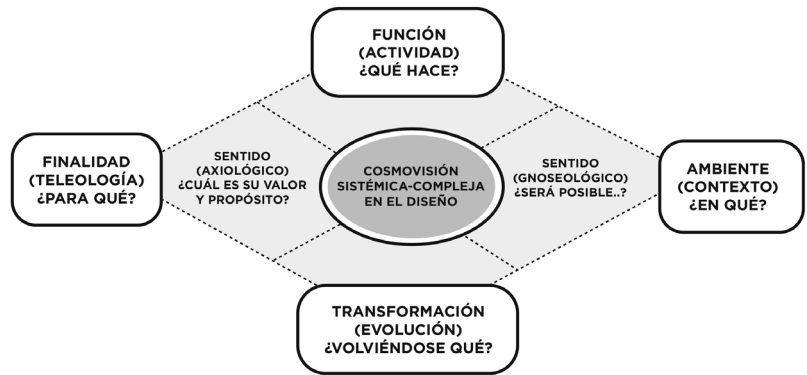 FUNCIÓN
(ACTIVIDAD)
¿QUÉ HACE?
FINALIDAD
(TELEOLOGÍA)
¿PARA QUÉ?
SENTIDO
(AXIOLÓGICO)
¿CUÁL ES SU VALOR
Y PROPÓSITO?
COSMOVISIÓN
SISTÉMICA-COMPLEJA
EN EL DISEÑO
SENTIDO
(GNOSEOLÓGICO)
¿SERÁ POSIBLE..?
AMBIENTE
(CONTEXTO)
¿EN QUÉ?
TRANSFORMACIÓN
(EVOLUCIÓN)
¿VOLVIÉNDOSE QUÉ?